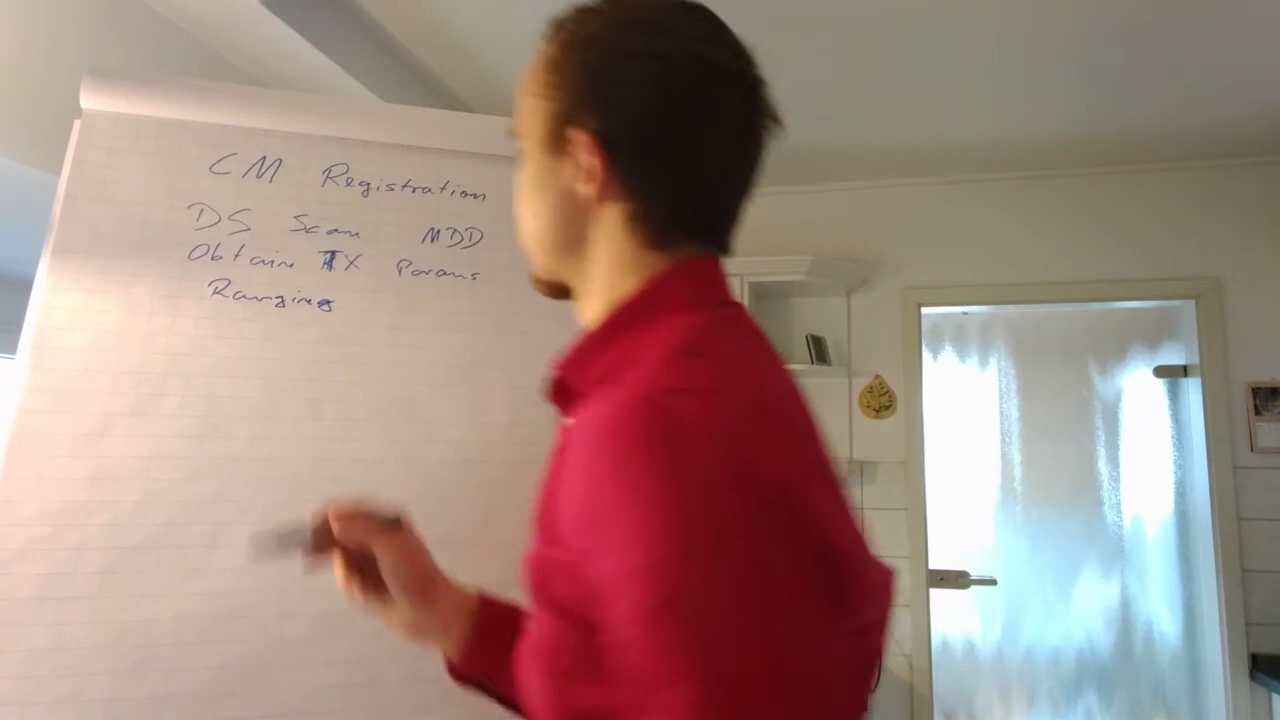 CM Registration
DS Scan MDD
Obtain TX Params
Ranging